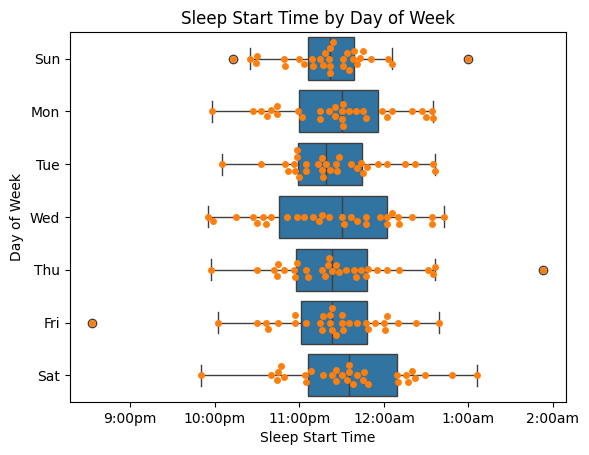 Sleep Start Time by Day of Week
Day of Week
Sun
Mon
Tue
Wed
Thu
Fri
Sat
9:00pm 10:00pm 11:00pm 12:00am 1:00am 2:00am
Sleep Start Time